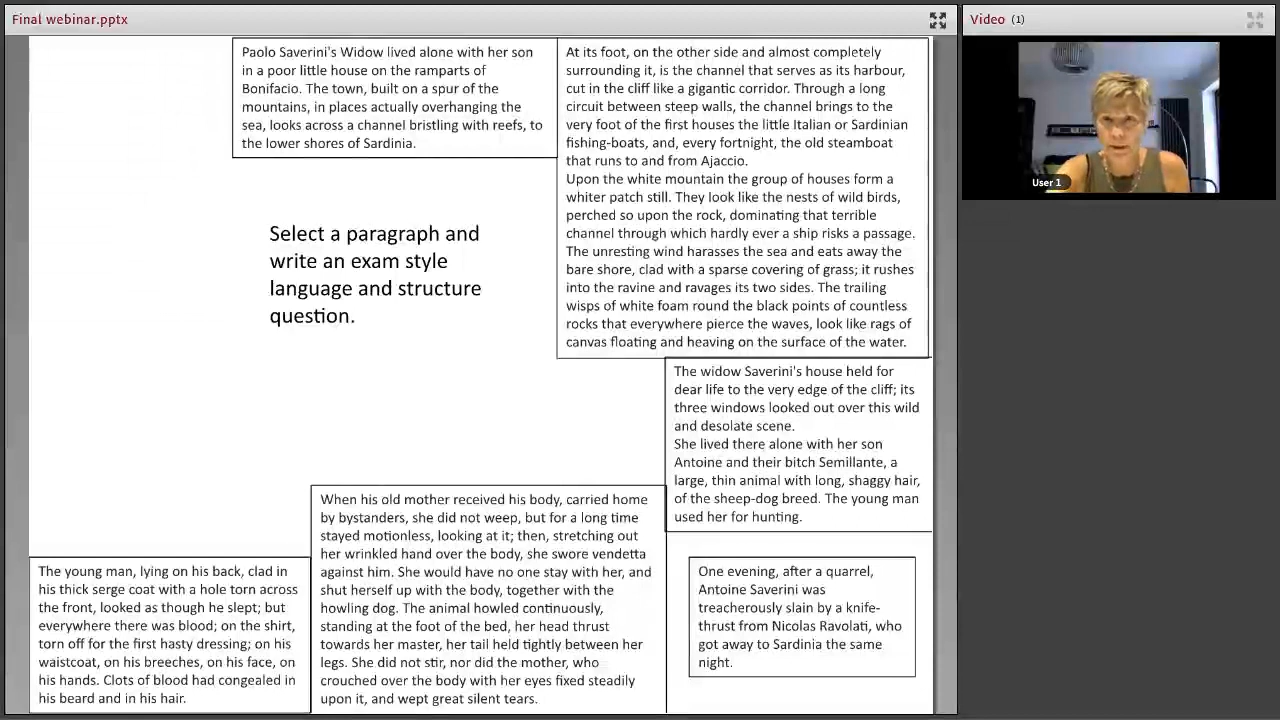 Final webinar.pptx
Video (1)
User 1
Paolo Saverini's Widow lived alone with her son
in a poor little house on the ramparts of
Bonifacio. The town, built on a spur of the
mountains, in places actually overhanging the
sea, looks across a channel bristling with reefs, to
the lower shores of Sardinia.
At its foot, on the other side and almost completely
surrounding it, is the channel that serves as its harbour,
cut in the cliff like a gigantic corridor. Through a long
circuit between steep walls, the channel brings to the
very foot of the first houses the little Italian or Sardinian
fishing-boats, and, every fortnight, the old steamboat
that runs to and from Ajaccio.
Upon the white mountain the group of houses form a
whiter patch still. They look like the nests of wild birds,
perched so upon the rock, dominating that terrible
channel through which hardly ever a ship risks a passage.
The unresting wind harasses the sea and eats away the
bare shore, clad with a sparse covering of grass; it rushes
into the ravine and ravages its two sides. The trailing
wisps of white foam round the black points of countless
rocks that everywhere pierce the waves, look like rags of
canvas floating and heaving on the surface of the water.
Select a paragraph and
write an exam style
language and structure
question.
The widow Saverini's house held for
dear life to the very edge of the cliff; its
three windows looked out over this wild
and desolate scene.
She lived there alone with her son
Antoine and their bitch Semillante, a
large, thin animal with long, shaggy hair,
of the sheep-dog breed. The young man
used her for hunting.
One evening, after a quarrel,
Antoine Saverini was
treacherously slain by a knife-
thrust from Nicolas Ravolati, who
got away to Sardinia the same
night.
When his old mother received his body, carried home
by bystanders, she did not weep, but for a long time
stayed motionless, looking at it; then, stretching out
her wrinkled hand over the body, she swore vendetta
against him. She would have no one stay with her, and
shut herself up with the body, together with the
howling dog. The animal howled continuously,
standing at the foot of the bed, her head thrust
towards her master, her tail held tightly between her
legs. She did not stir, nor did the mother, who
crouched over the body with her eyes fixed steadily
upon it, and wept great silent tears.
The young man, lying on his back, clad in
his thick serge coat with a hole torn across
the front, looked as though he slept; but
everywhere there was blood; on the shirt,
torn off for the first hasty dressing; on his
waistcoat, on his breeches, on his face, on
his hands. Clots of blood had congealed in
his beard and in his hair.